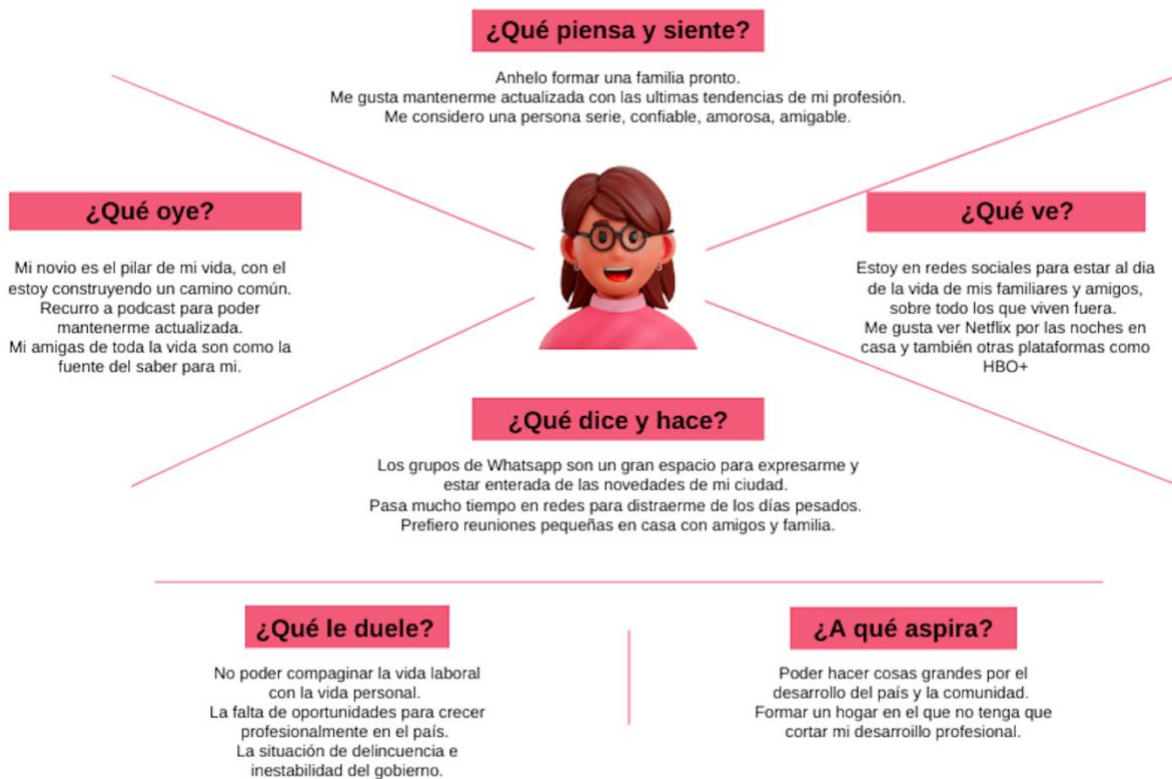 ¿Qué piensa y siente?
Anhelo formar una familia pronto.
Me gusta mantenerme actualizada con las ultimas tendencias de mi profesión.
Me considero una persona serie, confiable, amorosa, amigable.
¿Qué oye?
Mi novio es el pilar de mi vida, con el
estoy construyendo un camino común.
Recurro a podcast para poder
mantenerme actualizada.
Mi amigas de toda la vida son como la
fuente del saber para mi.
¿Qué ve?
Estoy en redes sociales para estar al dia
de la vida de mis familiares y amigos,
sobre todo los que viven fuera.
Me gusta ver Netflix por las noches en
casa y también otras plataformas como
HBO+
¿Qué dice y hace?
Los grupos de Whatsapp son un gran espacio para expresarme y
estar enterada de las novedades de mi ciudad.
Pasa mucho tiempo en redes para distraerme de los días pesados.
Prefiero reuniones pequeñas en casa con amigos y familia.
¿Qué le duele?
No poder compaginar la vida laboral
con la vida personal.
La falta de oportunidades para crecer
profesionalmente en el país.
La situación de delincuencia e
inestabilidad del gobierno.
¿A qué aspira?
Poder hacer cosas grandes por el
desarrollo del país y la comunidad.
Formar un hogar en el que no tenga que
cortar mi desarroillo profesional.